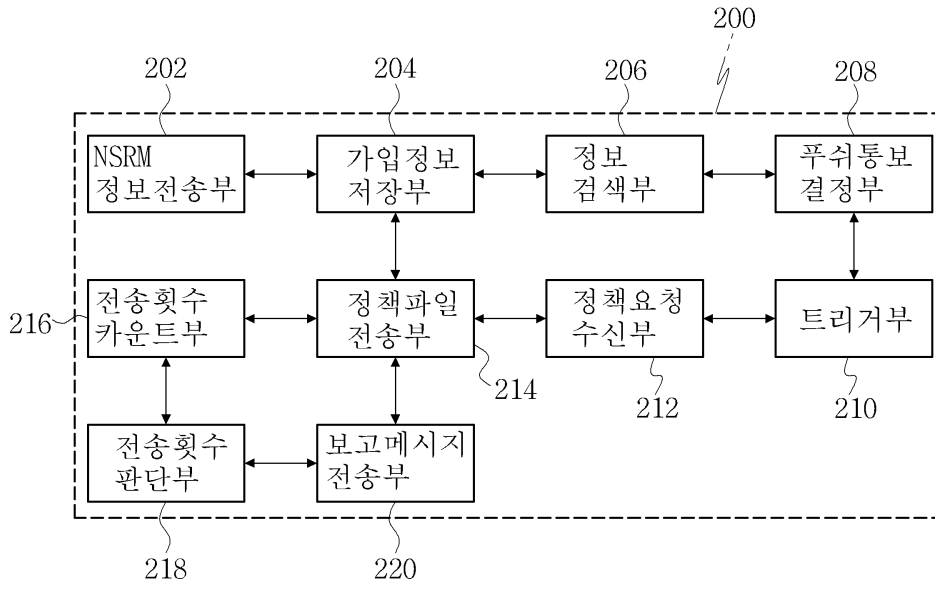 200
202
204
206
208
NSRM
정보전송부
가입정보
저장부
정보
검색부
푸쉬통보
결정부
216
전송횟수
카운트부
정책파일
전송부
정책요청
수신부
트리거부
214
212
210
전송횟수
판단부
보고메시지
전송부
218
220